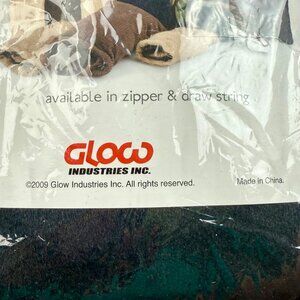 available in zipper & draw string
GLOW
INDUSTRIES INC.
©2009 Glow Industries Inc. All rights reserved.
Made in China.